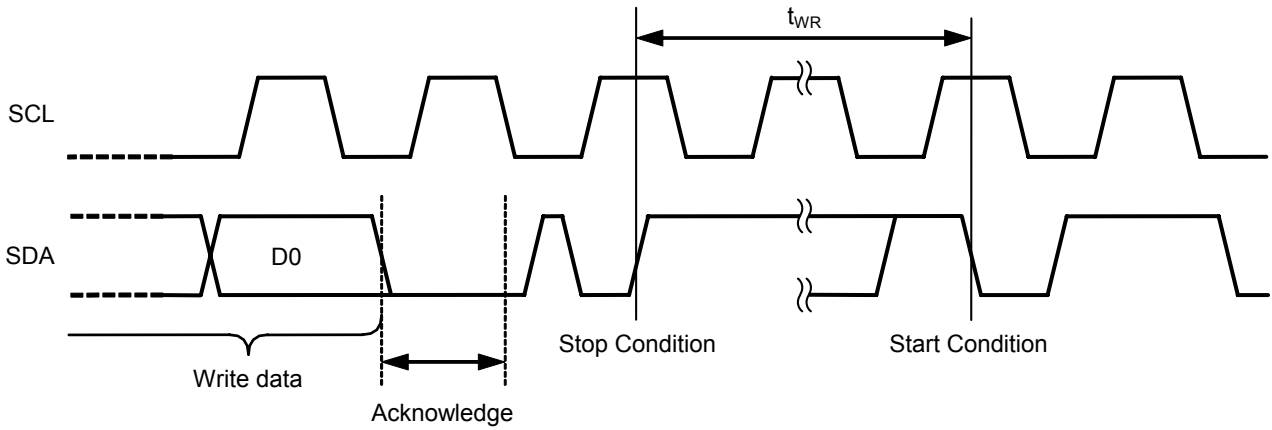 tWR
SCL
SDA
D0
Stop Condition
Start Condition
Write data
Acknowledge